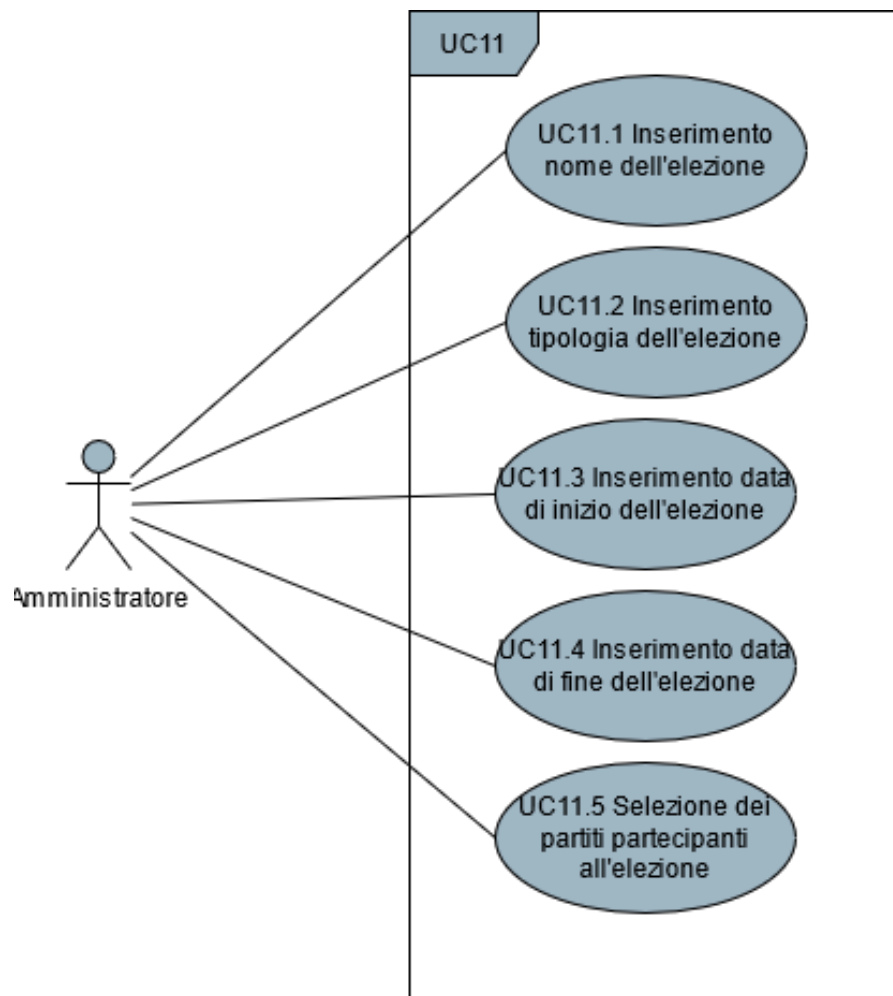 UC11
UC11.1 Inserimento
nome dell'elezione
UC11.2 Inserimento
tipologia dell'elezione
UC11.3 Inserimento data
di inizio dell'elezione
Amministratore
UC11.4 Inserimento data
di fine dell'elezione
UC11.5 Selezione dei
partiti partecipanti
all'elezione